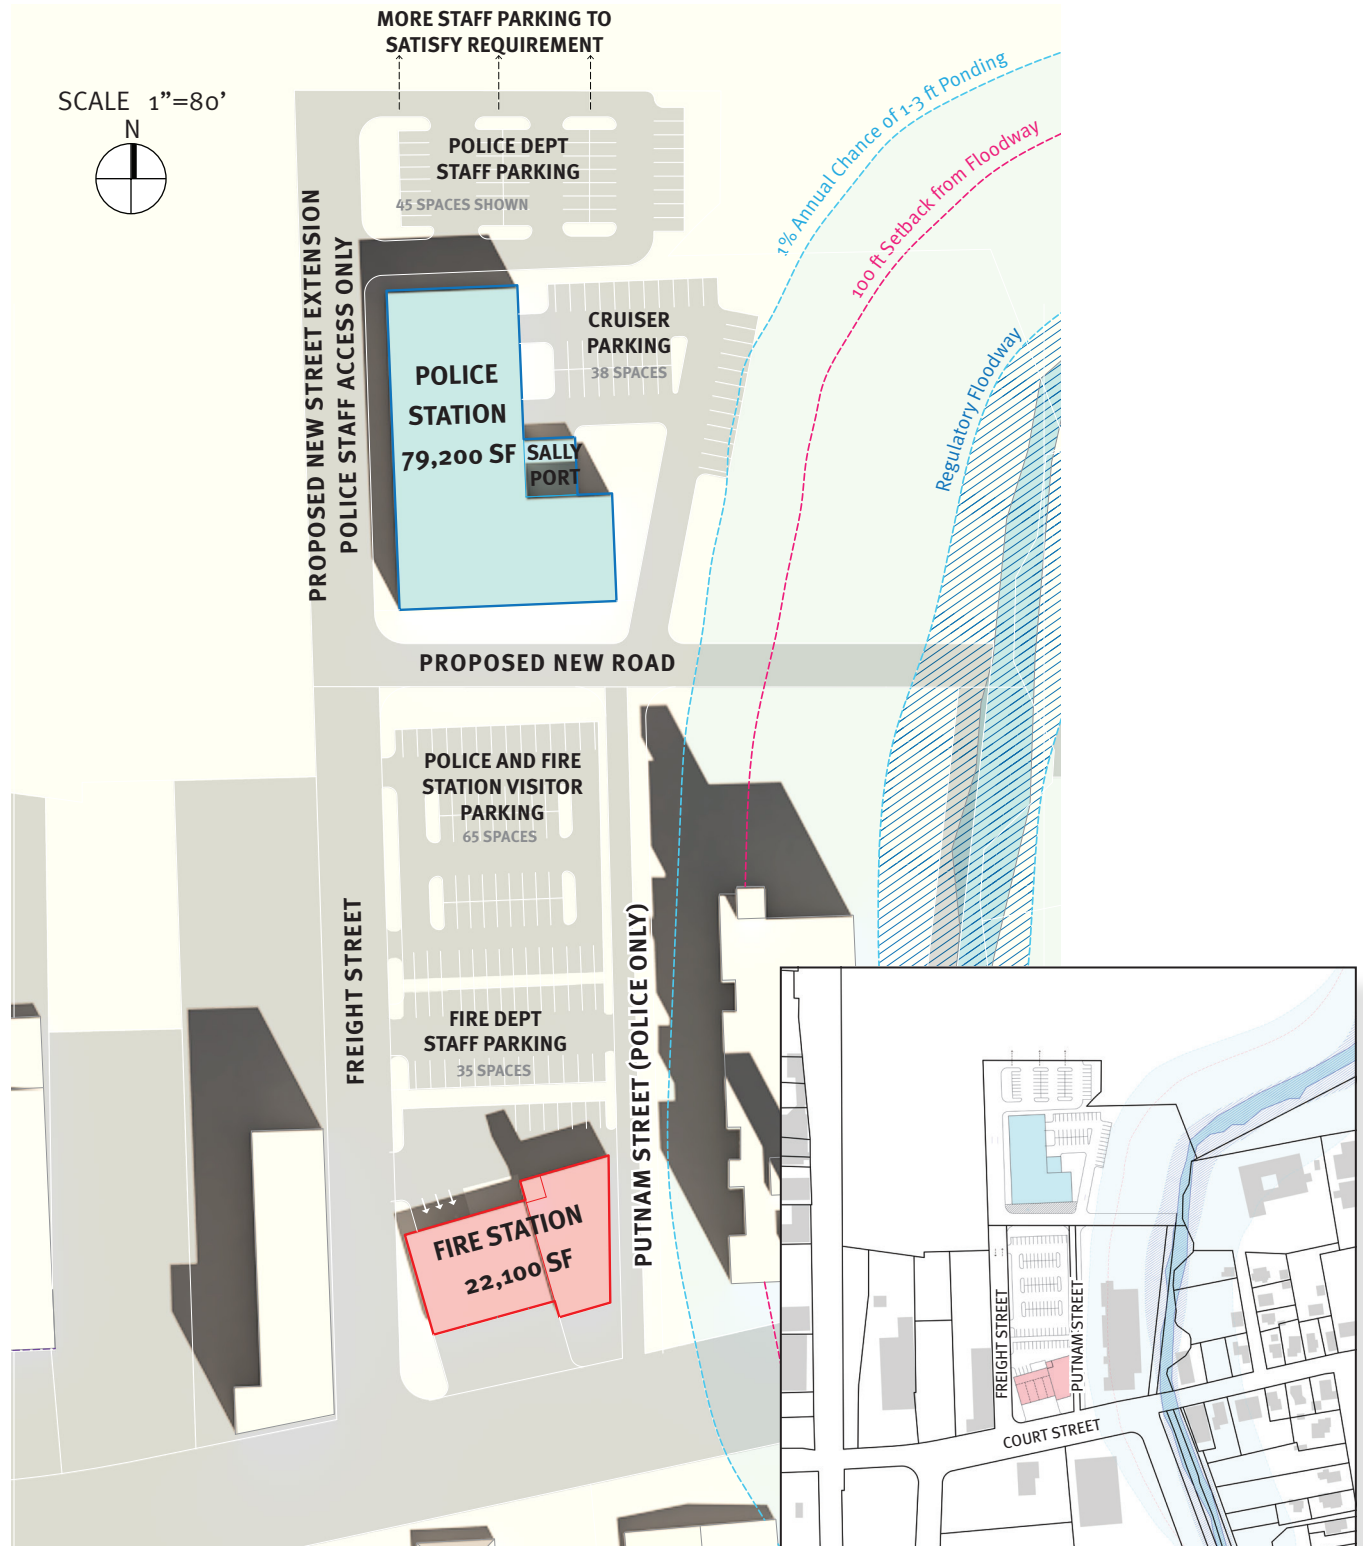 MORE STAFF PARKING TO
SATISFY REQUIREMENT
SCALE 1”=80’
N
POLICE DEPT
STAFF PARKING
45 SPACES SHOWN
1% Annual Chance of 1-3 ft Ponding
100 ft Setback from Floodway
Regulatory Floodway
PROPOSED NEW STREET EXTENSION
POLICE STAFF ACCESS ONLY
CRUISER
PARKING
38 SPACES
POLICE
STATION
79,200 SF
SALLY
PORT
PROPOSED NEW ROAD
POLICE AND FIRE
STATION VISITOR
PARKING
65 SPACES
FREIGHT STREET
PUTNAM STREET (POLICE ONLY)
FIRE DEPT
STAFF PARKING
35 SPACES
FIRE STATION
22,100 SF
FREIGHT STREET
PUTNAM STREET
COURT STREET